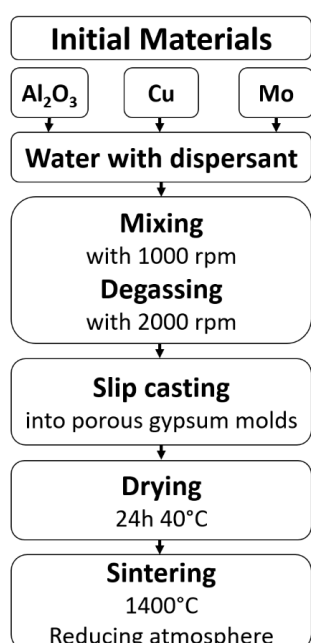 Initial Materials
Al₂O₃ Cu Mo
Water with dispersant
Mixing
with 1000 rpm
Degassing
with 2000 rpm
Slip casting
into porous gypsum molds
Drying
24h 40°C
Sintering
1400°C
Reducing atmosphere